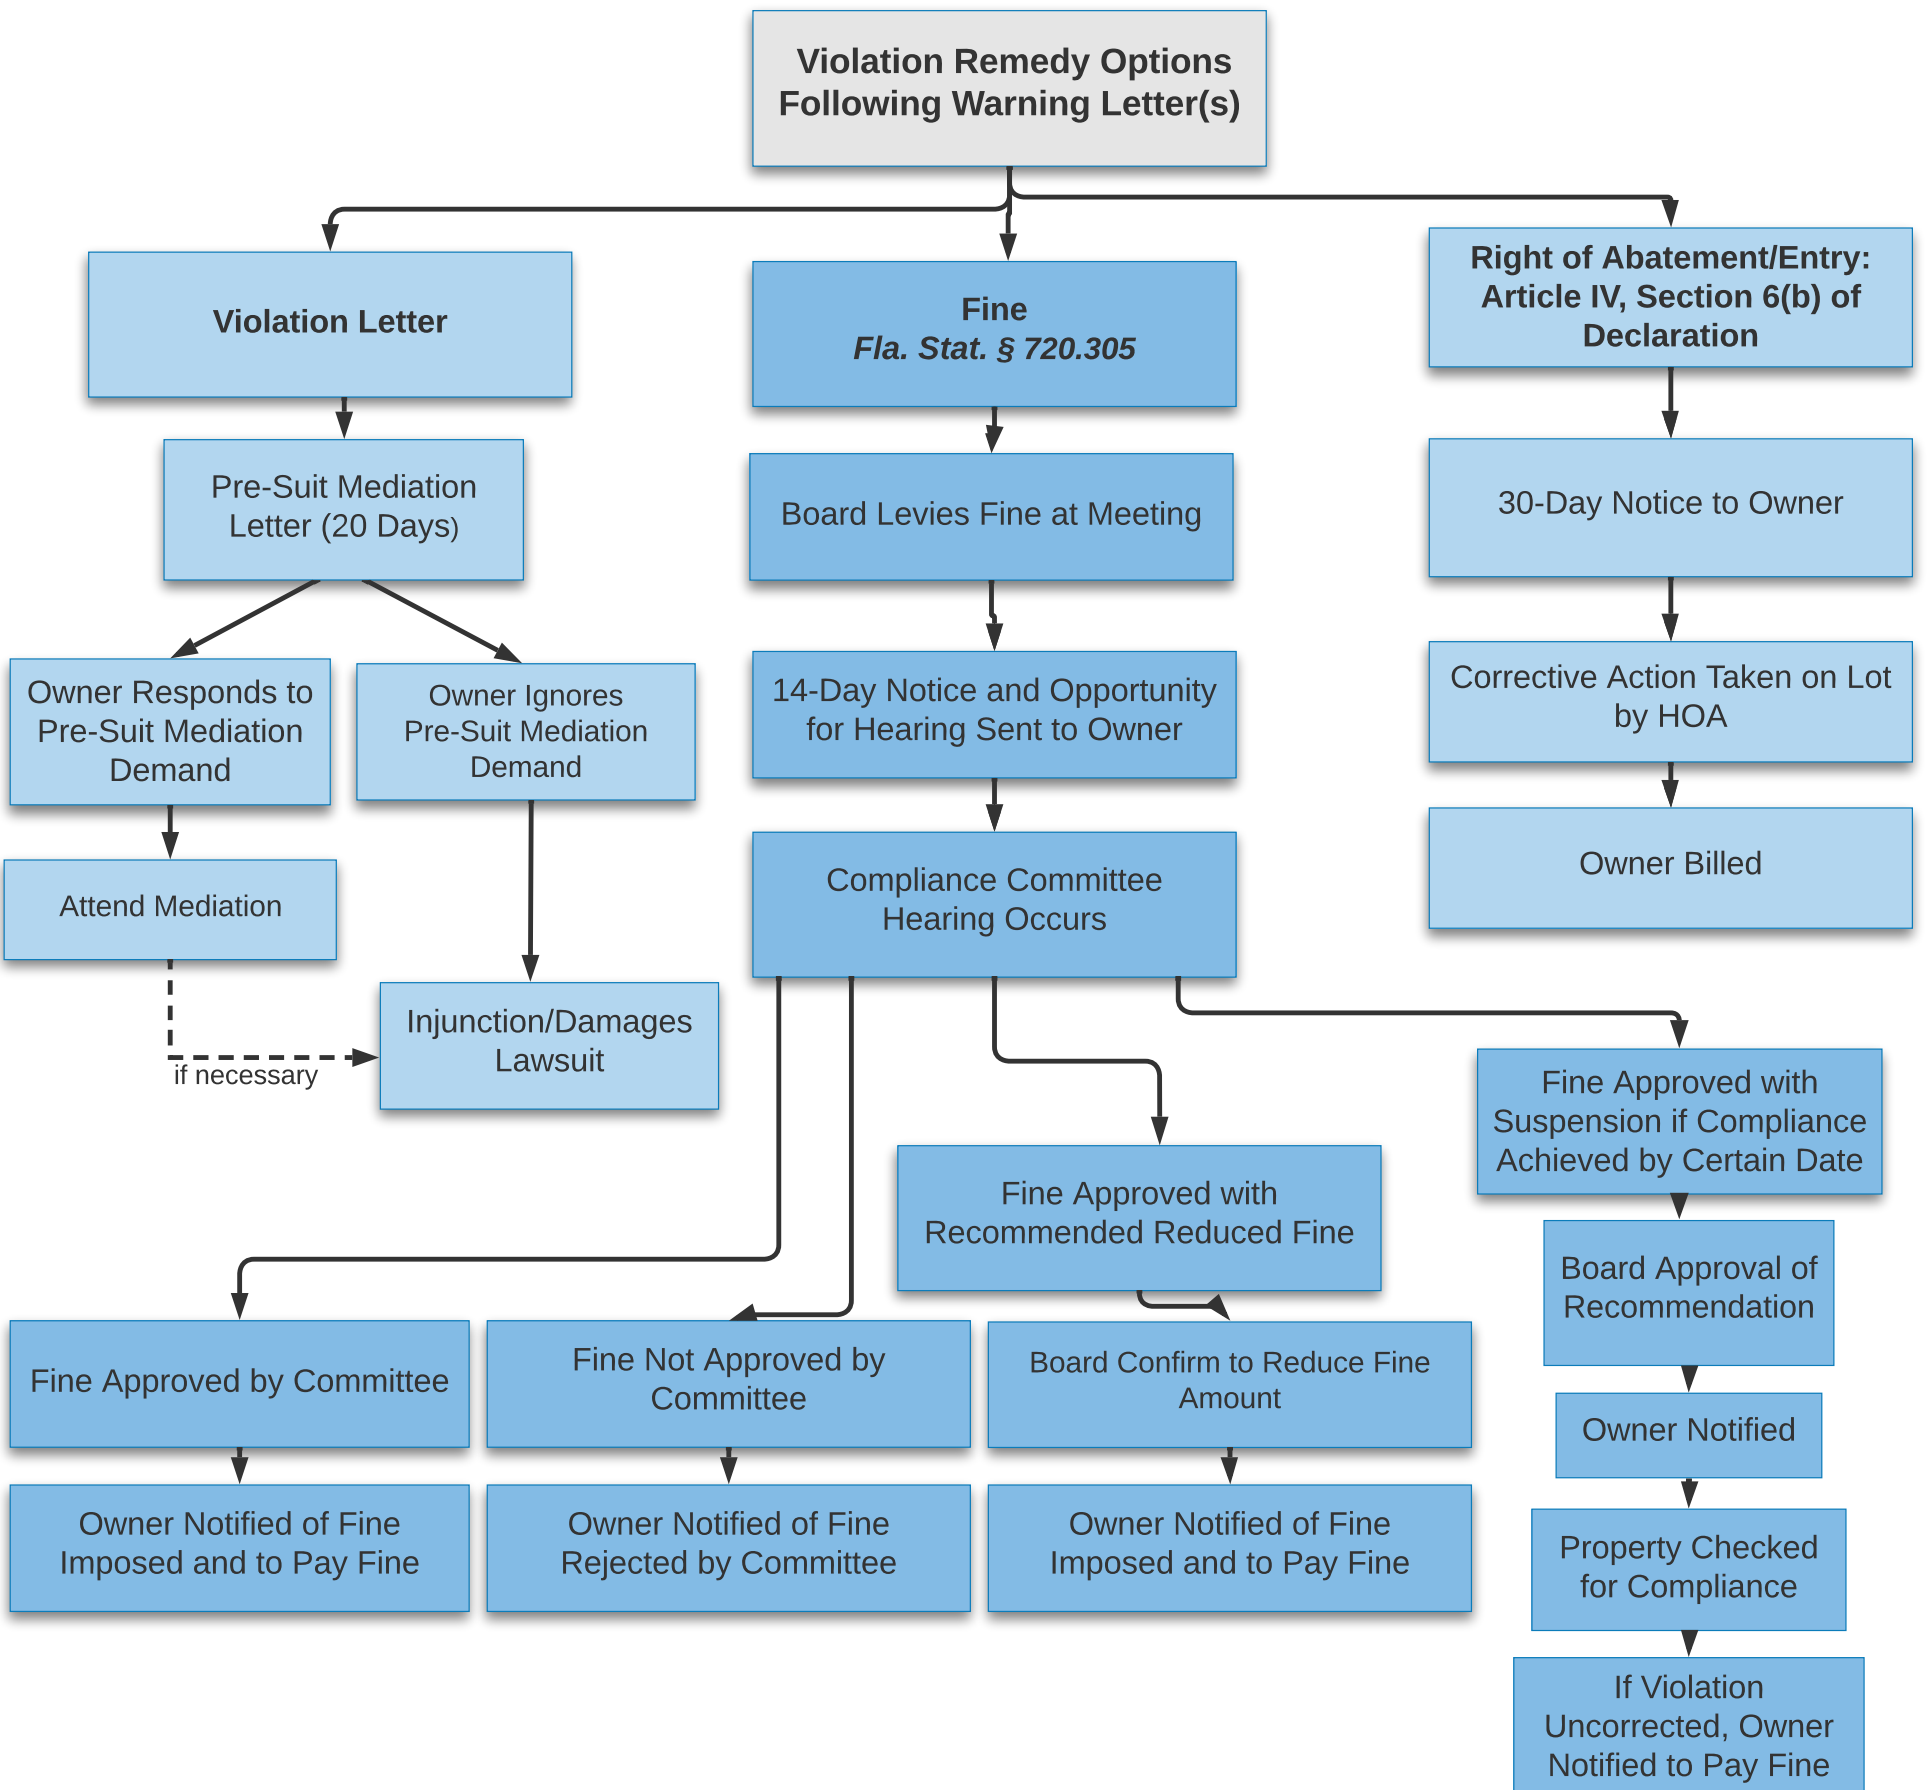 Violation Remedy Options
Following Warning Letter(s)
Violation Letter
Fine
Fla. Stat. § 720.305
Right of Abatement/Entry:
Article IV, Section 6(b) of
Declaration
Pre-Suit Mediation
Letter (20 Days)
Board Levies Fine at Meeting
30-Day Notice to Owner
Owner Responds to
Pre-Suit Mediation
Demand
Owner Ignores
Pre-Suit Mediation
Demand
14-Day Notice and Opportunity
for Hearing Sent to Owner
Corrective Action Taken on Lot
by HOA
Attend Mediation
Compliance Committee
Hearing Occurs
Owner Billed
if necessary
Injunction/Damages
Lawsuit
Fine Approved with
Suspension if Compliance
Achieved by Certain Date
Fine Approved with
Recommended Reduced Fine
Board Approval of
Recommendation
Fine Approved by Committee
Fine Not Approved by
Committee
Board Confirm to Reduce Fine
Amount
Owner Notified
Owner Notified of Fine
Imposed and to Pay Fine
Owner Notified of Fine
Rejected by Committee
Owner Notified of Fine
Imposed and to Pay Fine
Property Checked
for Compliance
If Violation
Uncorrected, Owner
Notified to Pay Fine